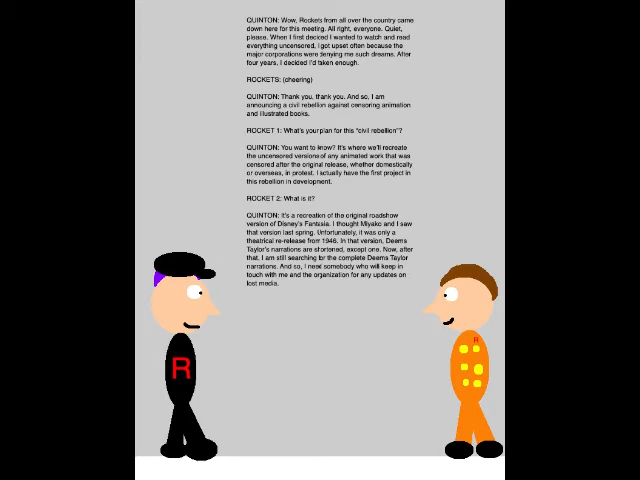 QUINTON: Wow, Rockets from all over the country came
down here for this meeting. All right, everyone. Quiet,
please. When I first decided I wanted to watch and read
everything uncensored, I got upset often because the
major corporations were denying me such dreams. After
four years, I decided I'd taken enough.
ROCKETS: (cheering)
QUINTON: Thank you, thank you. And so, I am
announcing a civil rebellion against censoring animation
and illustrated books.
ROCKET 1: What's your plan for this "civil rebellion"?
QUINTON: You want to know? It's where we'll recreate
the uncensored versions of any animated work that was
censored after the original release, whether domestically
or overseas, in protest. I actually have the first project in
this rebellion in development.
ROCKET 2: What is it?
QUINTON: It's a recreation of the original roadshow
version of Disney's Fantasia. I thought Miyako and I saw
that version last spring. Unfortunately, it was only a
theatrical re-release from 1946. In that version, Deems
Taylor's narrations are shortened, except one. Now, after
that, I am still searching for the complete Deems Taylor
narrations. And so, I need somebody who will keep in
touch with me and the organization for any updates on
lost media.
R
R